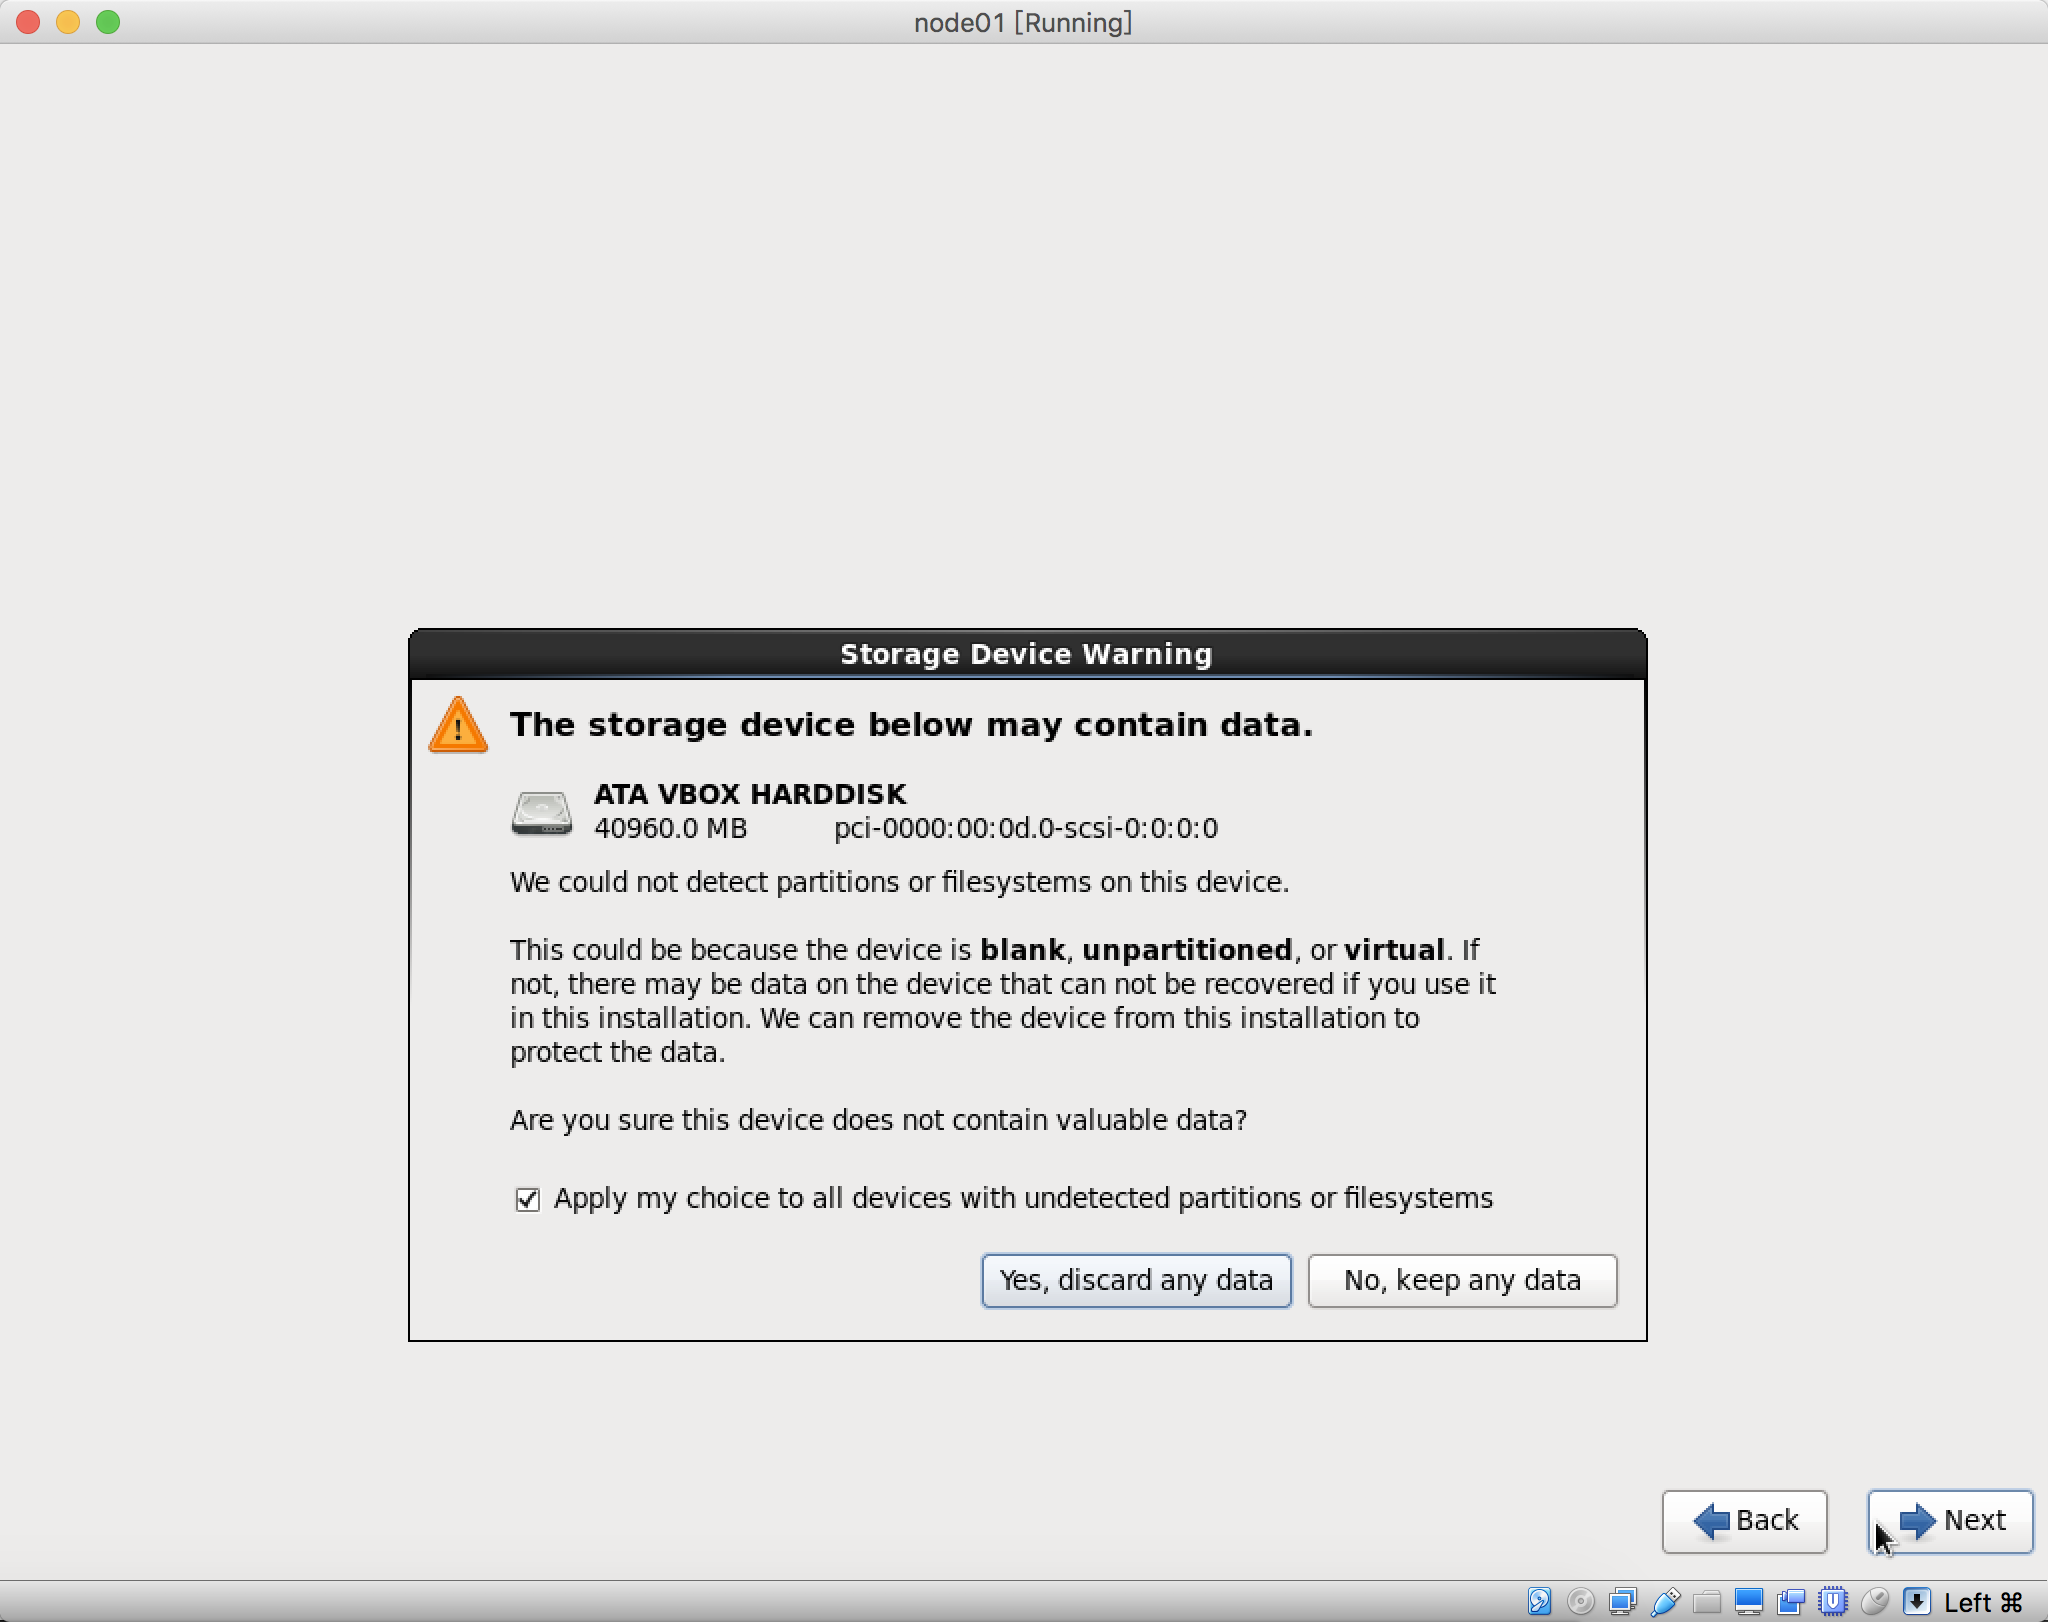 node01 [Running]
Storage Device Warning
The storage device below may contain data.
ATA VBOX HARDDISK
40960.0 MB pci-0000:00:0d.0-scsi-0:0:0:0
We could not detect partitions or filesystems on this device.
This could be because the device is blank, unpartitioned, or virtual. If
not, there may be data on the device that can not be recovered if you use it
in this installation. We can remove the device from this installation to
protect the data.
Are you sure this device does not contain valuable data?
Apply my choice to all devices with undetected partitions or filesystems
Yes, discard any data No, keep any data
Back Next
Left ⌘